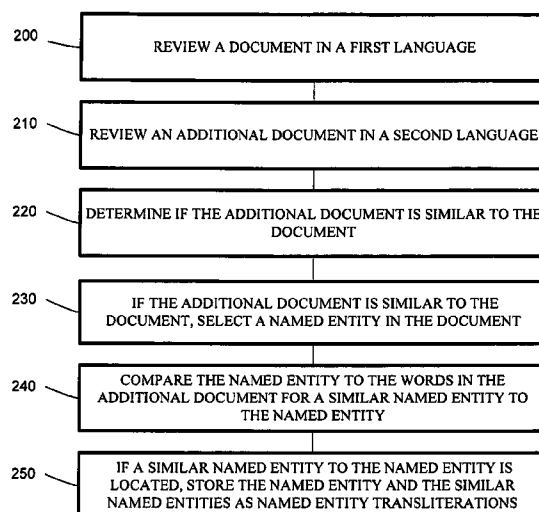 200
REVIEW A DOCUMENT IN A FIRST LANGUAGE
210
REVIEW AN ADDITIONAL DOCUMENT IN A SECOND LANGUAGE
220
DETERMINE IF THE ADDITIONAL DOCUMENT IS SIMILAR TO THE
DOCUMENT
230
IF THE ADDITIONAL DOCUMENT IS SIMILAR TO THE
DOCUMENT, SELECT A NAMED ENTITY IN THE DOCUMENT
240
COMPARE THE NAMED ENTITY TO THE WORDS IN THE
ADDITIONAL DOCUMENT FOR A SIMILAR NAMED ENTITY TO
THE NAMED ENTITY
250
IF A SIMILAR NAMED ENTITY TO THE NAMED ENTITY IS
LOCATED, STORE THE NAMED ENTITY AND THE SIMILAR
NAMED ENTITIES AS NAMED ENTITY TRANSLITERATIONS